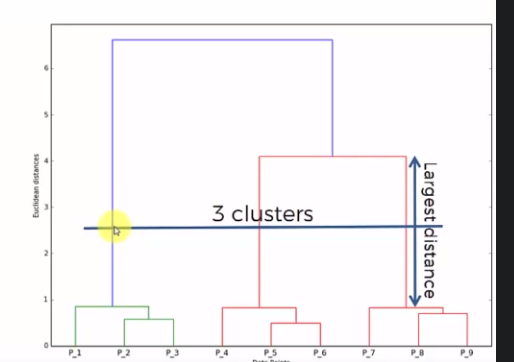 6
5
4
3
2
1
0
Euclidean distances
3 clusters
Largest distance
P_1 P_2 P_3 P_4 P_5 P_6 P_7 P_8 P_9
Data Points